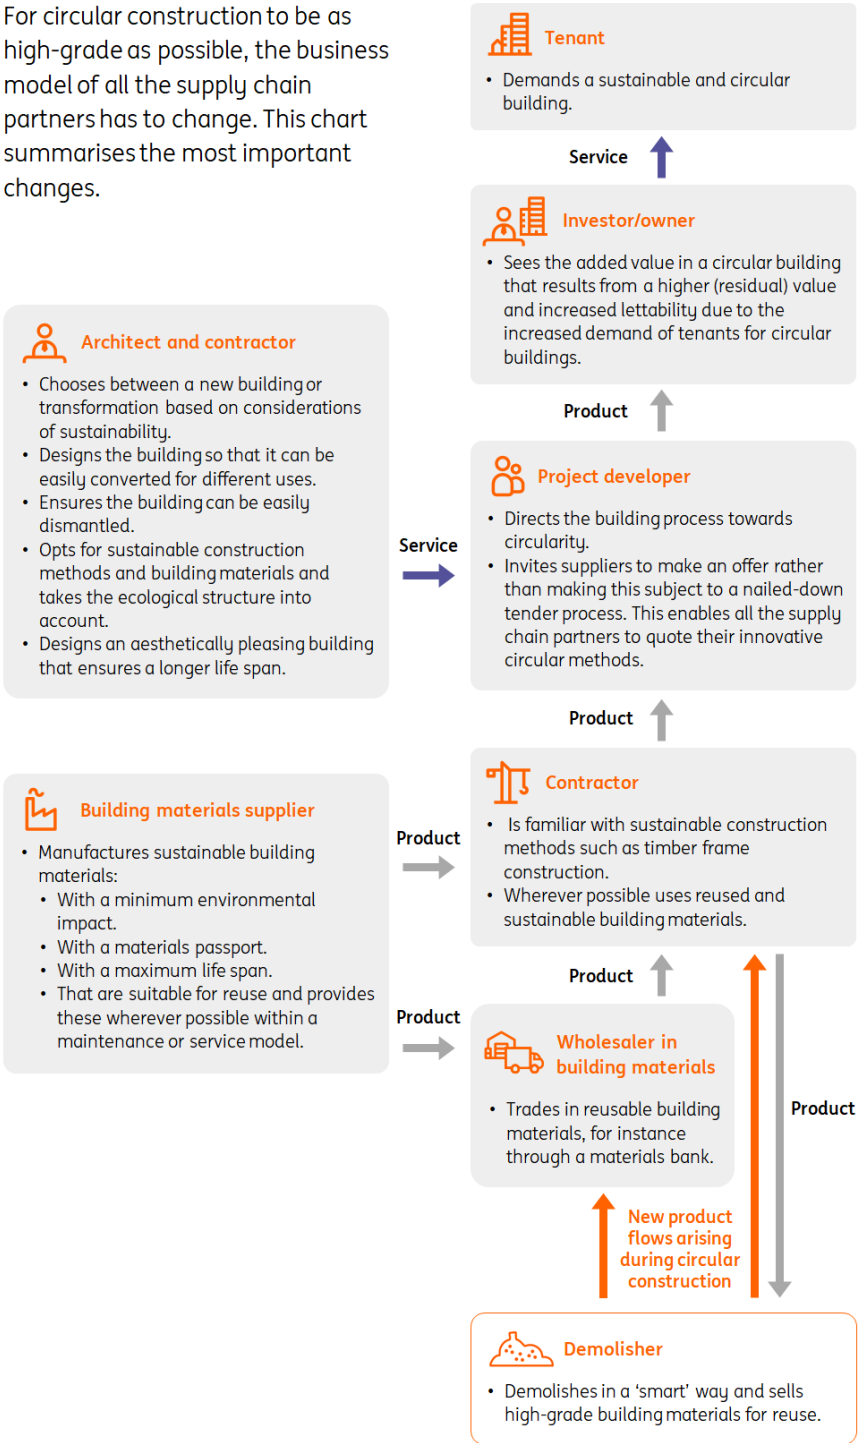 For circular construction to be as
high-grade as possible, the business
model of all the supply chain
partners has to change. This chart
summarises the most important
changes.
Tenant
• Demands a sustainable and circular
building.
Service
Investor/owner
• Sees the added value in a circular building
that results from a higher (residual) value
and increased lettability due to the
increased demand of tenants for circular
buildings.
Product
Architect and contractor
• Chooses between a new building or
transformation based on considerations
of sustainability.
• Designs the building so that it can be
easily converted for different uses.
• Ensures the building can be easily
dismantled.
• Opts for sustainable construction
methods and building materials and
takes the ecological structure into
account.
• Designs an aesthetically pleasing building
that ensures a longer life span.
Service
Project developer
• Directs the building process towards
circularity.
• Invites suppliers to make an offer rather
than making this subject to a nailed-down
tender process. This enables all the supply
chain partners to quote their innovative
circular methods.
Product
Building materials supplier
• Manufactures sustainable building
materials:
• With a minimum environmental
impact.
• With a materials passport.
• With a maximum life span.
• That are suitable for reuse and provides
these wherever possible within a
maintenance or service model.
Product
Product
Contractor
• Is familiar with sustainable construction
methods such as timber frame
construction.
• Wherever possible uses reused and
sustainable building materials.
Product
Wholesaler in
building materials
• Trades in reusable building
materials, for instance
through a materials bank.
Product
New product
flows arising
during circular
construction
Demolisher
• Demolishes in a ‘smart’ way and sells
high-grade building materials for reuse.